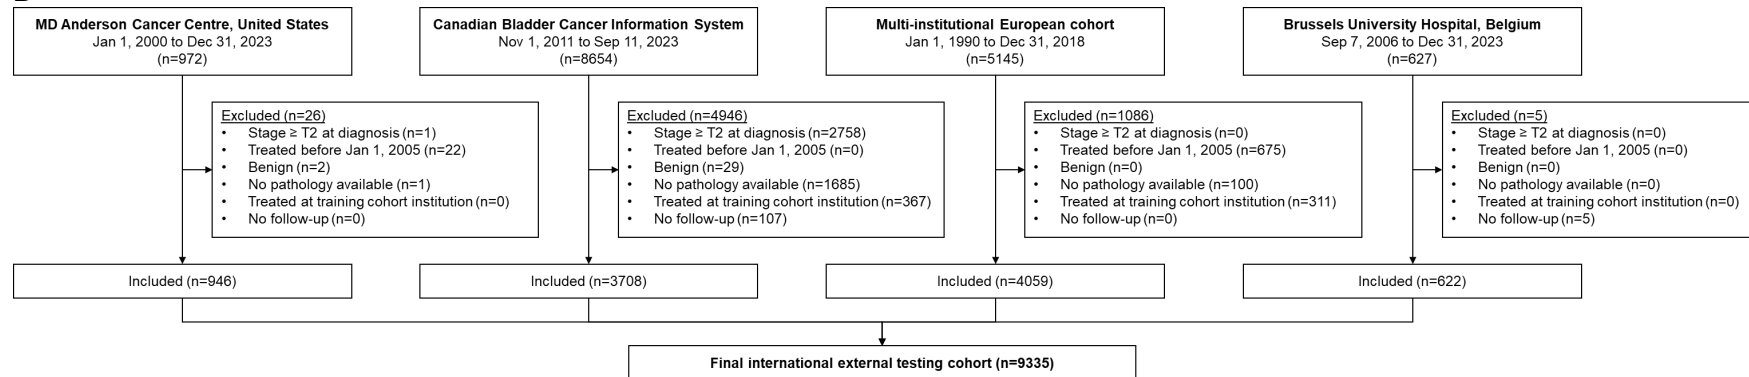 MD Anderson Cancer Centre, United States
Jan 1, 2000 to Dec 31, 2023
(n=972)
Excluded (n=26)
• Stage ≥ T2 at diagnosis (n=1)
• Treated before Jan 1, 2005 (n=22)
• Benign (n=2)
• No pathology available (n=1)
• Treated at training cohort institution (n=0)
• No follow-up (n=0)
Included (n=946)
Canadian Bladder Cancer Information System
Nov 1, 2011 to Sep 11, 2023
(n=8654)
Excluded (n=4946)
• Stage ≥ T2 at diagnosis (n=2758)
• Treated before Jan 1, 2005 (n=0)
• Benign (n=29)
• No pathology available (n=1685)
• Treated at training cohort institution (n=367)
• No follow-up (n=107)
Included (n=3708)
Multi-institutional European cohort
Jan 1, 1990 to Dec 31, 2018
(n=5145)
Excluded (n=1086)
• Stage ≥ T2 at diagnosis (n=0)
• Treated before Jan 1, 2005 (n=675)
• Benign (n=0)
• No pathology available (n=100)
• Treated at training cohort institution (n=311)
• No follow-up (n=0)
Included (n=4059)
Brussels University Hospital, Belgium
Sep 7, 2006 to Dec 31, 2023
(n=627)
Excluded (n=5)
• Stage ≥ T2 at diagnosis (n=0)
• Treated before Jan 1, 2005 (n=0)
• Benign (n=0)
• No pathology available (n=0)
• Treated at training cohort institution (n=0)
• No follow-up (n=5)
Included (n=622)
Final international external testing cohort (n=9335)